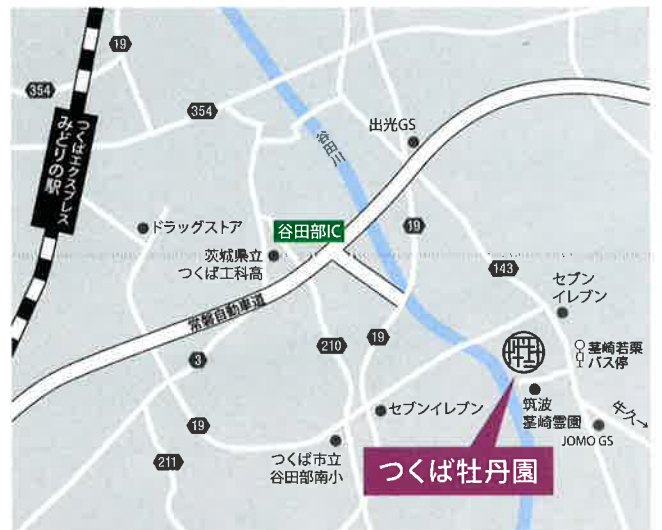 19
354
354
つくばエクスプレス
みどりの駅
谷田川
出光GS
ドラッグストア
谷田部IC
19
茨城県立
つくば工科高
143
セブン
イレブン
常磐自動車道
210
19
3
茎崎若栗
バス停
筑波
茎崎霊園
牛久→
セブンイレブン
19
JOMO GS
211
つくば市立
谷田部南小
つくば牡丹園